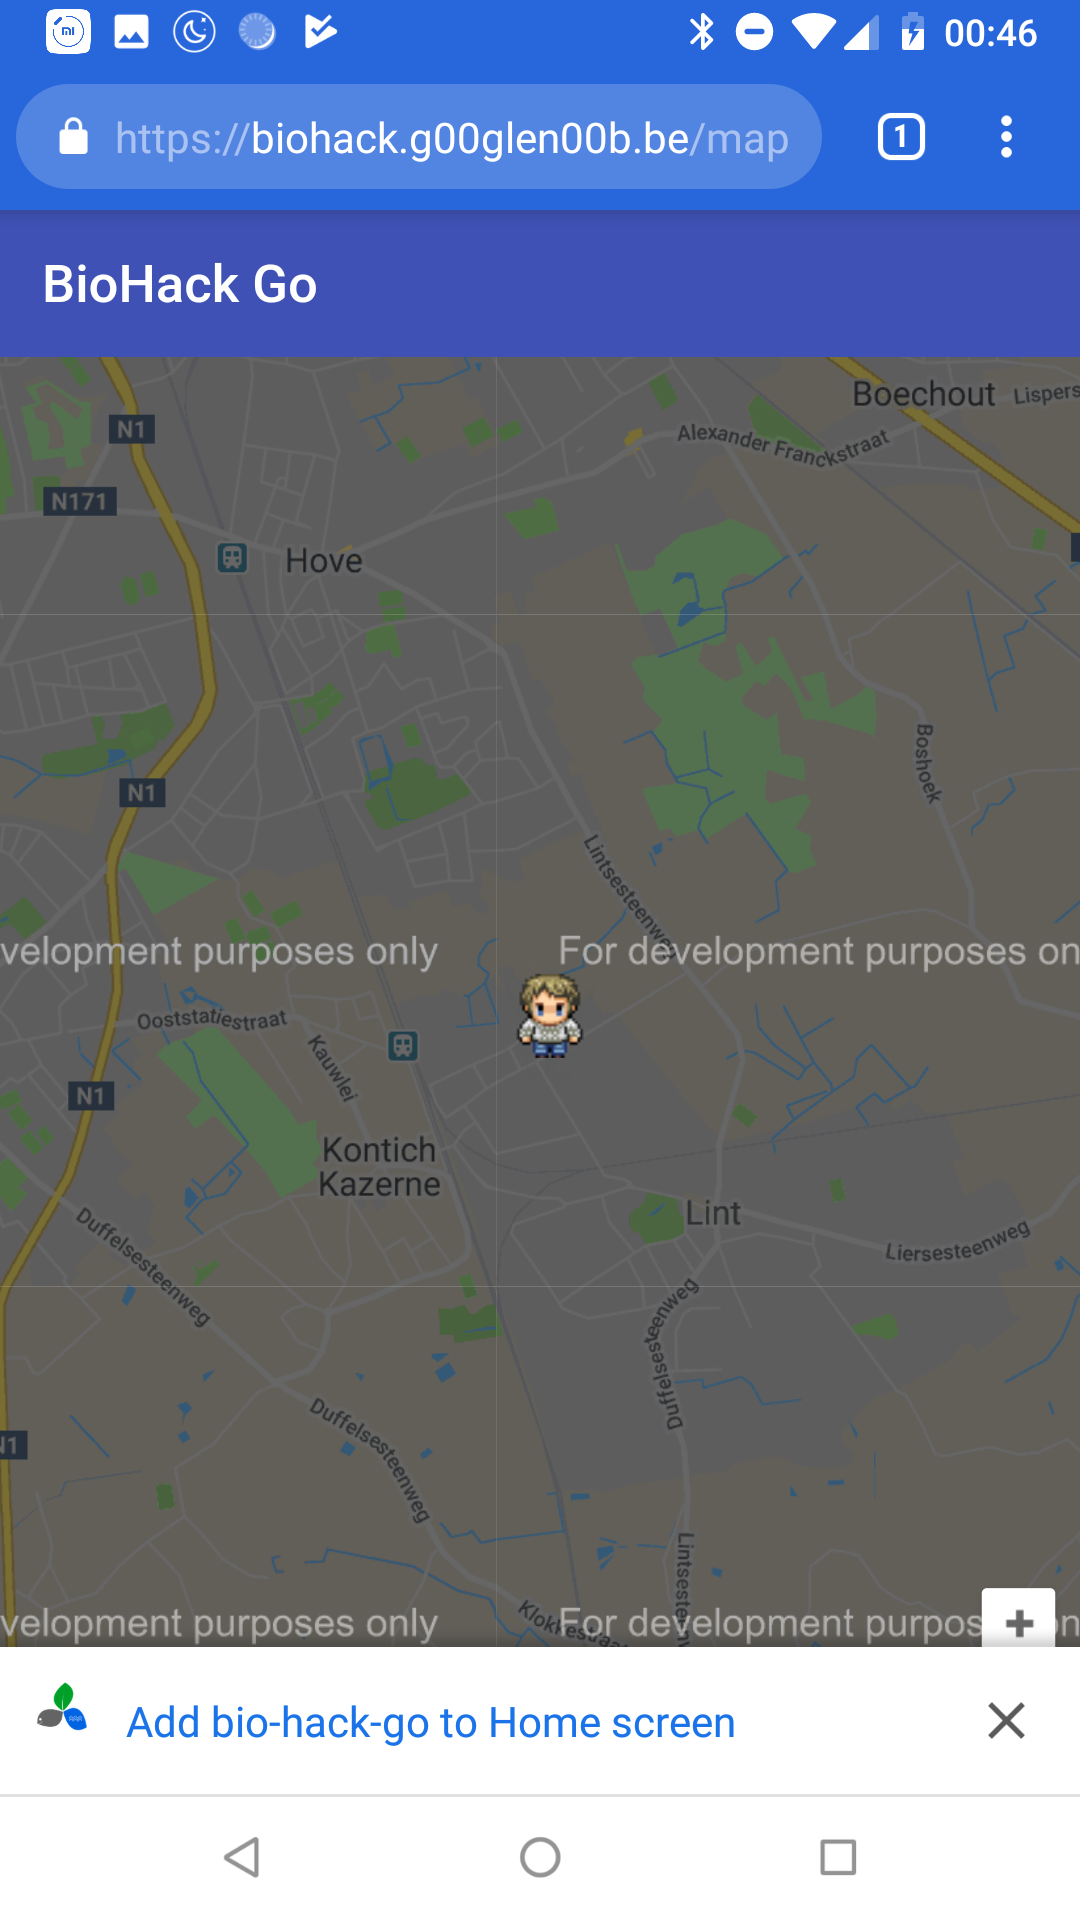 00:46
https://biohack.g00glen00b.be/map
1
BioHack Go
Boechout
Lispers
N1
Alexander Franckstraat
N171
Hove
Boshoek
N1
Lintsesteenweg
velopment purposes only
For development purposes on
Ooststatiestraat
Kauwlei
N1
Kontich
Kazerne
Lint
Liersesteenweg
Duffelsesteenweg
Duffelsesteenweg
Duffelsesteenweg
N1
Lintsesten
velopment purposes only
For development purpos
+
Add bio-hack-go to Home screen